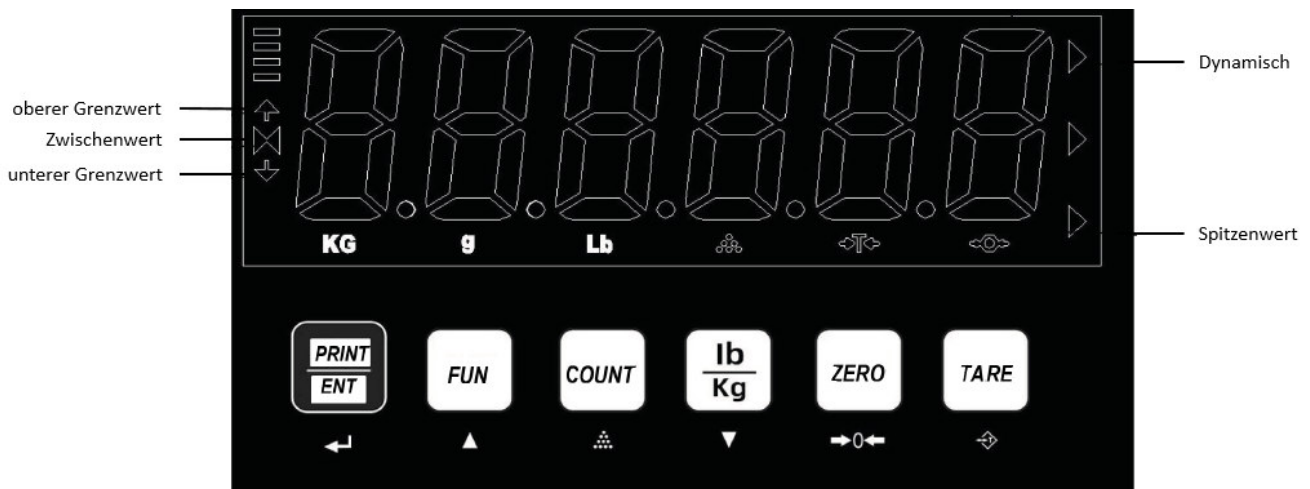 Dynamisch
oberer Grenzwert
Zwischenwert
unterer Grenzwert
Spitzenwert
KG g Lb T O
PRINT
ENT
FUN
COUNT
lb
Kg
ZERO
TARE
0
T